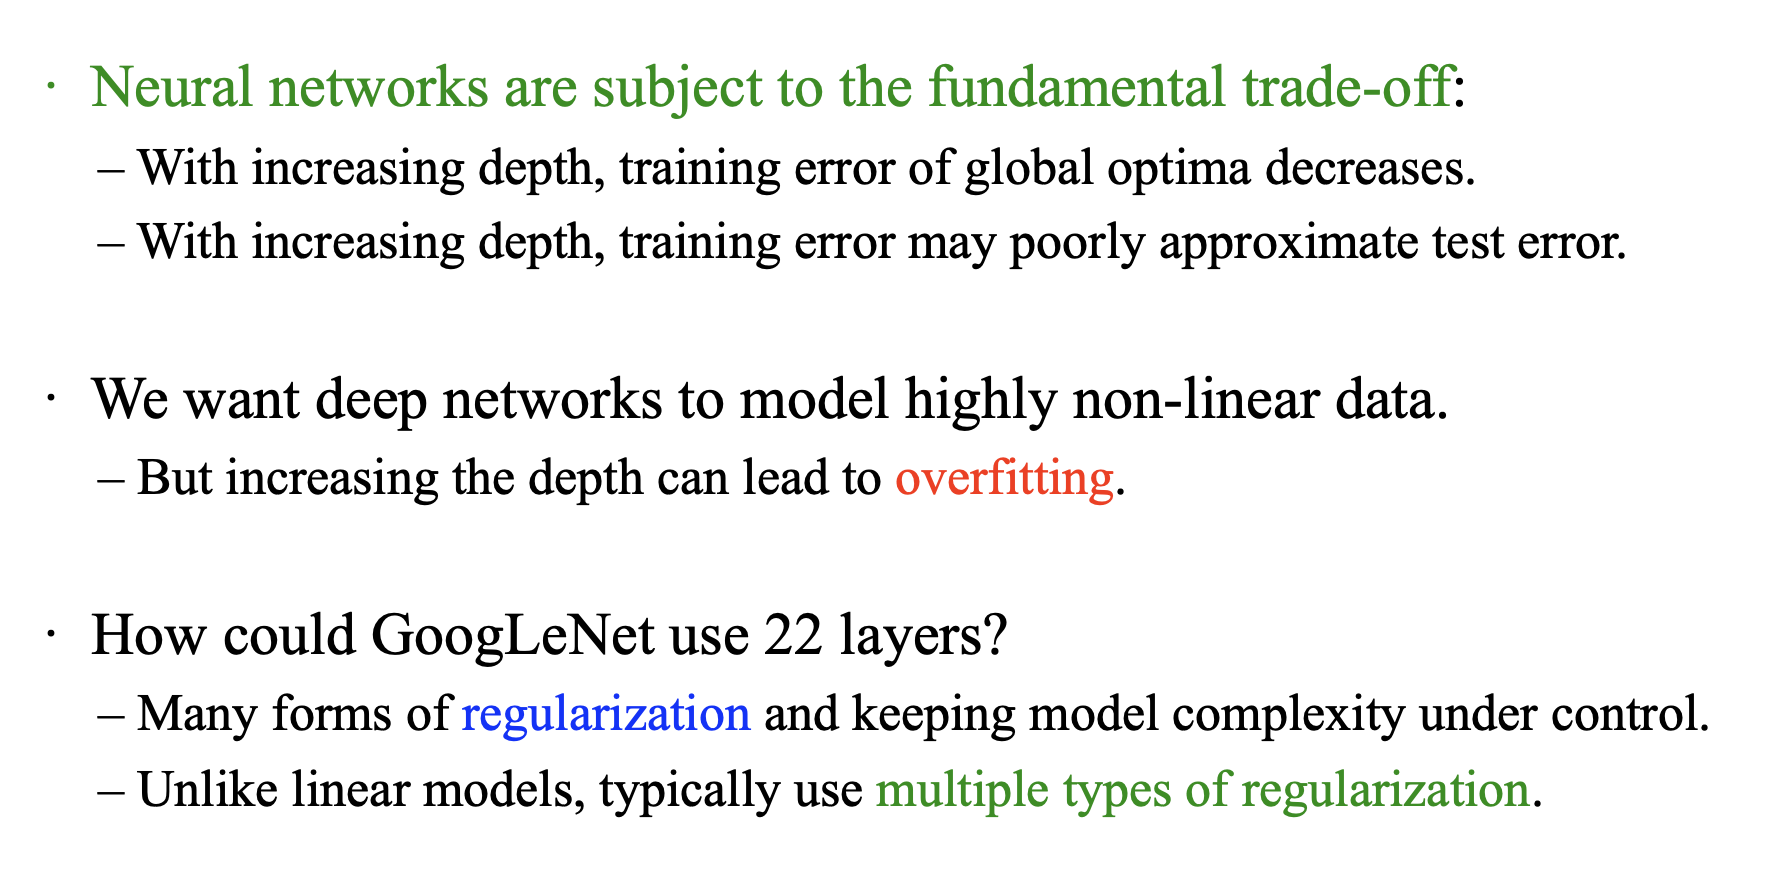 · Neural networks are subject to the fundamental trade-off:
– With increasing depth, training error of global optima decreases.
– With increasing depth, training error may poorly approximate test error.
· We want deep networks to model highly non-linear data.
– But increasing the depth can lead to overfitting.
· How could GoogLeNet use 22 layers?
– Many forms of regularization and keeping model complexity under control.
– Unlike linear models, typically use multiple types of regularization.